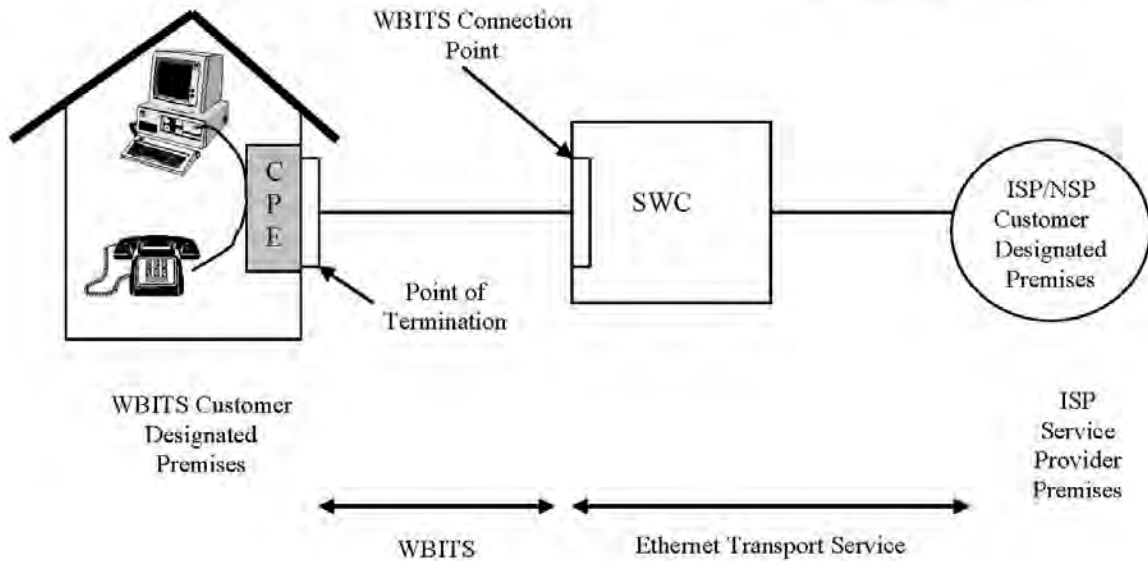 WBITS Connection
Point
C
P
E
SWC
ISP/NSP
Customer
Designated
Premises
Point of
Termination
WBITS Customer
Designated
Premises
ISP
Service
Provider
Premises
WBITS
Ethernet Transport Service